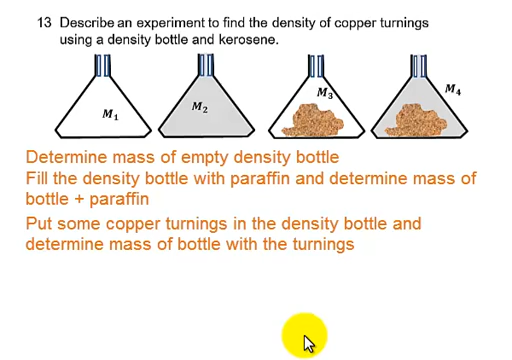 13 Describe an experiment to find the density of copper turnings
using a density bottle and kerosene.
M₁ M₂ M₃ M₄
Determine mass of empty density bottle
Fill the density bottle with paraffin and determine mass of
bottle + paraffin
Put some copper turnings in the density bottle and
determine mass of bottle with the turnings